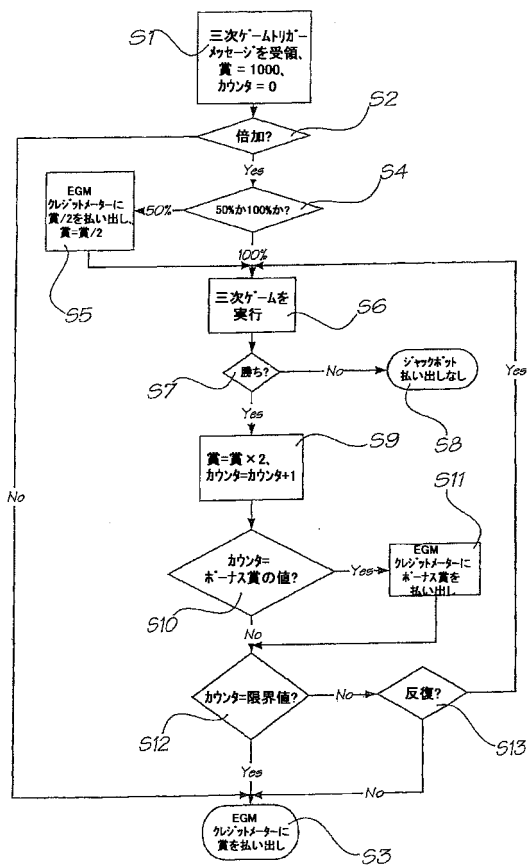 S1
三次ゲームトリガー
メッセージを受領、
賞 = 1000、
カウンタ = 0
S2
倍加?
Yes
S4
EGM
クレジットメーターに
賞/2を払い出し、
賞=賞/2
50%
50%か100%か?
100%
S5
三次ゲームを
実行
S6
Yes
S7
勝ち?
No
ジャックポット
払い出しなし
S8
Yes
S9
賞=賞×2、
カウンタ=カウンタ+1
No
S11
カウンタ=
ボーナス賞の値?
Yes
EGM
クレジットメーターに
ボーナス賞を
払い出し
S10
No
カウンタ=限界値?
No
反復?
S12
S13
Yes
No
EGM
クレジットメーターに
賞を払い出し
S3